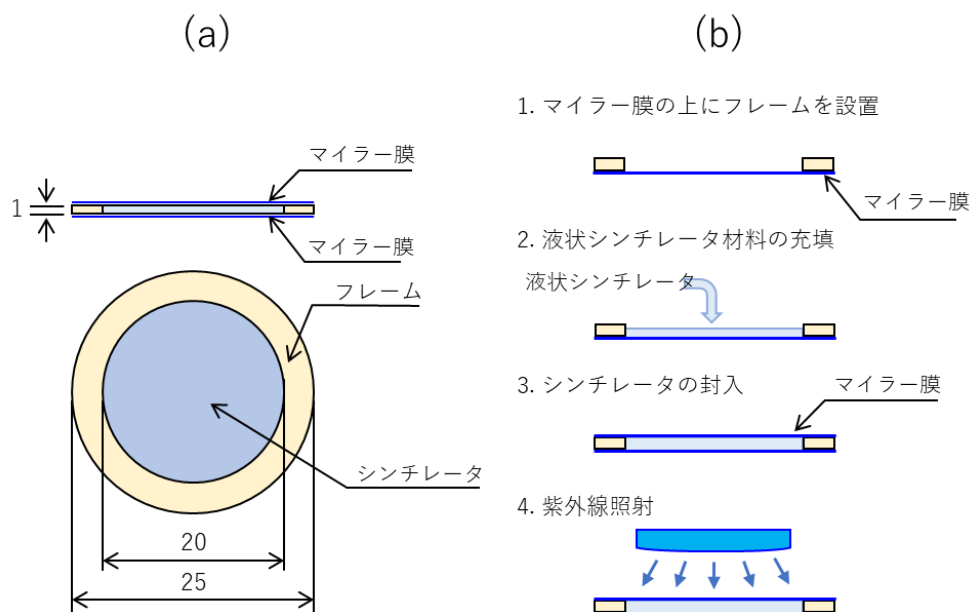 (a)
マイラー膜
1
マイラー膜
フレーム
シンチレータ
20
25
(b)
1. マイラー膜の上にフレームを設置
マイラー膜
2. 液状シンチレータ材料の充填
液状シンチレータ
3. シンチレータの封入
マイラー膜
4. 紫外線照射